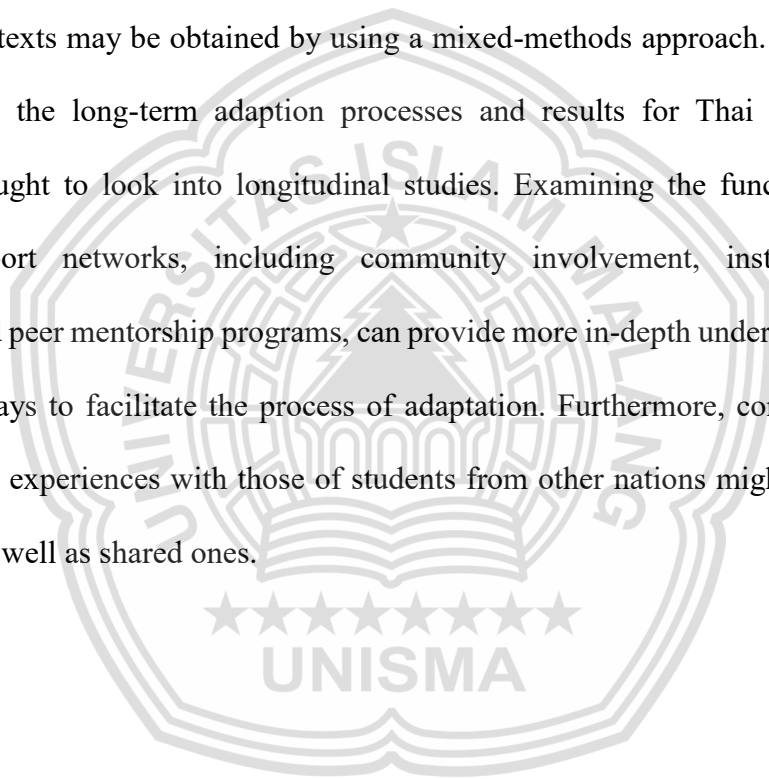 texts may be obtained by using a mixed-methods approach.
the long-term adaption processes and results for Thai
ught to look into longitudinal studies. Examining the func
ort networks, including community involvement, inst
peer mentorship programs, can provide more in-depth under
ays to facilitate the process of adaptation. Furthermore, co
experiences with those of students from other nations migh
well as shared ones.
UNIVERSITAS ISLAM MALANG
UNISMA